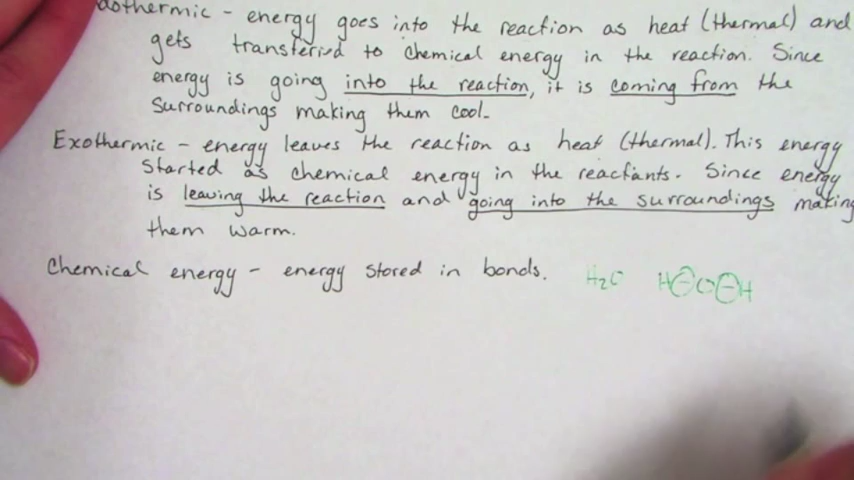 dothermic - energy goes into the reaction as heat (thermal) and
gets transferred to chemical energy in the reaction. Since
energy is going into the reaction, it is coming from the
surroundings making them cool.
Exothermic - energy leaves the reaction as heat (thermal). This energy
started as chemical energy in the reactants. Since energy
is leaving the reaction and going into the surroundings making
them warm.
Chemical energy - energy stored in bonds. H₂O H-O-H